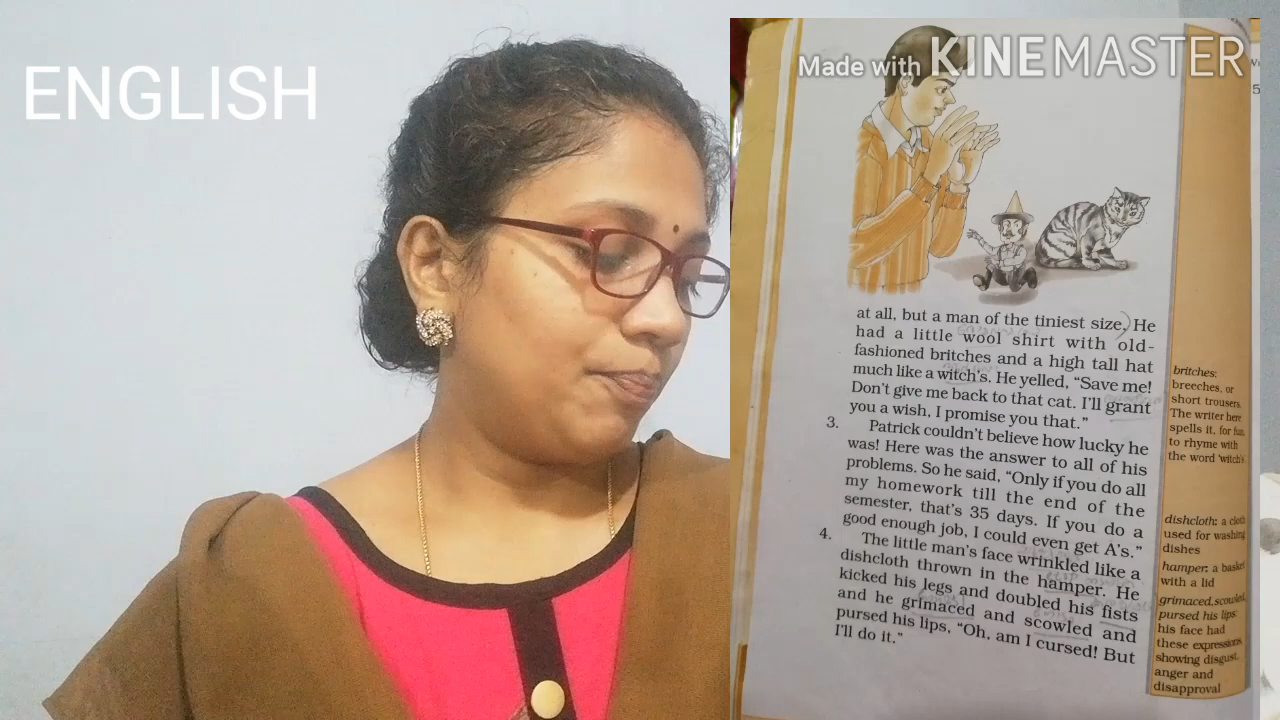 ENGLISH
Made with KINEMASTER
at all, but a man of the tiniest size. He
had a little wool shirt with old-
fashioned britches and a high tall hat
much like a witch's. He yelled, "Save me!
Don't give me back to that cat. I'll grant
you a wish, I promise you that."
3. Patrick couldn't believe how lucky he
was! Here was the answer to all of his
problems. So he said, "Only if you do all
my homework till the end of the
semester, that's 35 days. If you do a
good enough job, I could even get A's."
4. The little man's face wrinkled like a
dishcloth thrown in the hamper. He
kicked his legs and doubled his fists
and he grimaced and scowled and
pursed his lips, "Oh, am I cursed! But
I'll do it."
britches:
breeches, or
short trousers.
The writer here
spells it, for fun,
to rhyme with
the word 'witch's'
dishcloth: a cloth
used for washing
dishes
hamper: a basket
with a lid
grimaced, scowled,
pursed his lips:
his face had
these expressions,
showing disgust,
anger and
disapproval
5